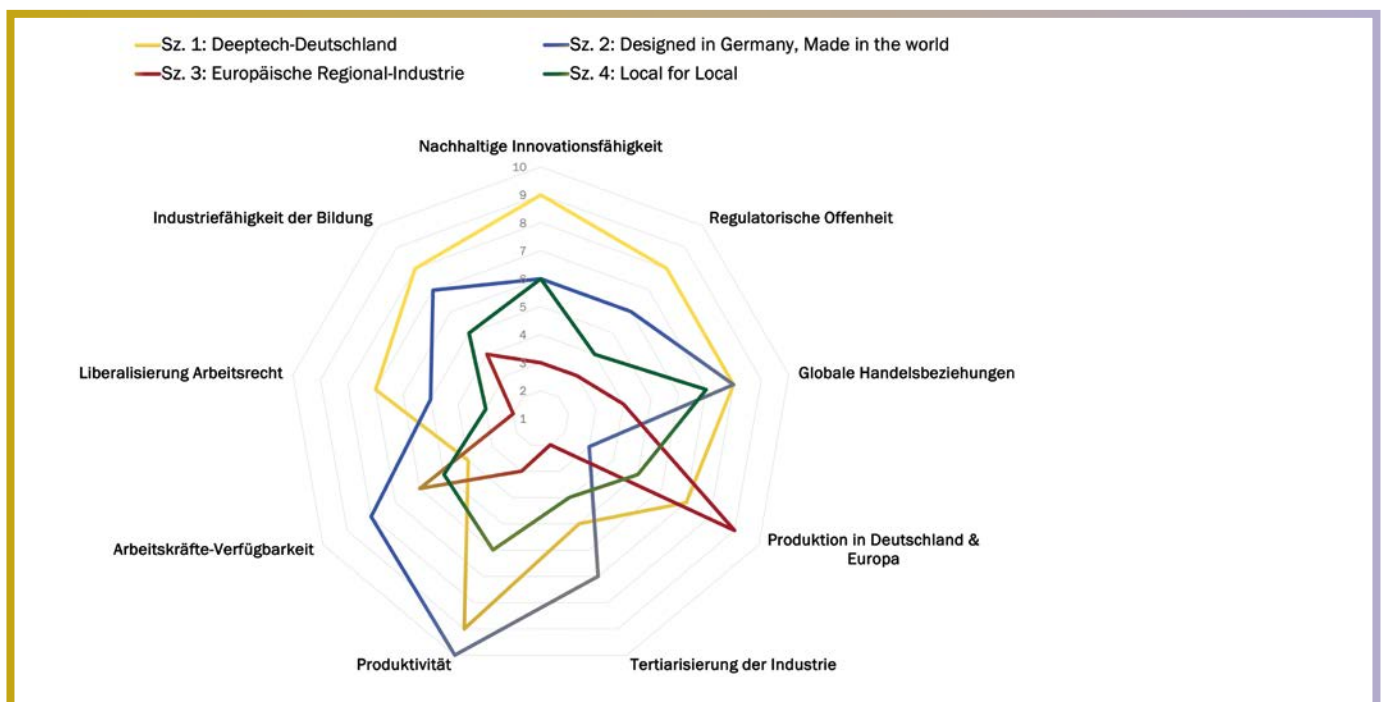 Sz. 1: Deeptech-Deutschland
Sz. 2: Designed in Germany, Made in the world
Sz. 3: Europäische Regional-Industrie
Sz. 4: Local for Local
Nachhaltige Innovationsfähigkeit
10
9
8
7
6
5
4
3
2
1
Industriefähigkeit der Bildung
Regulatorische Offenheit
Liberalisierung Arbeitsrecht
Globale Handelsbeziehungen
Arbeitskräfte-Verfügbarkeit
Produktion in Deutschland &
Europa
Produktivität
Tertiarisierung der Industrie